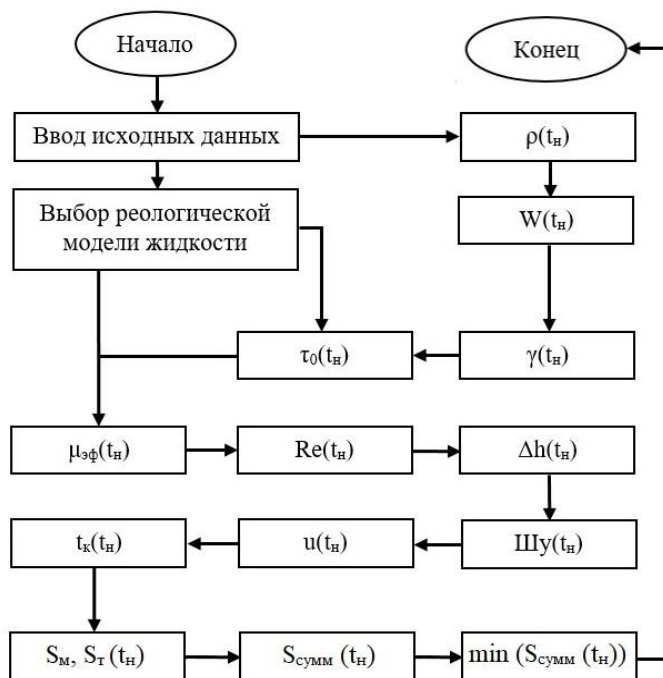 Начало
Конец
Ввод исходных данных
ρ(tн)
Выбор реологической
модели жидкости
W(tн)
τ0(tн)
γ(tн)
μэф(tн)
Re(tн)
Δh(tн)
tк(tн)
u(tн)
Шу(tн)
Sм, Sт (tн)
Sсумм (tн)
min (Sсумм (tн))